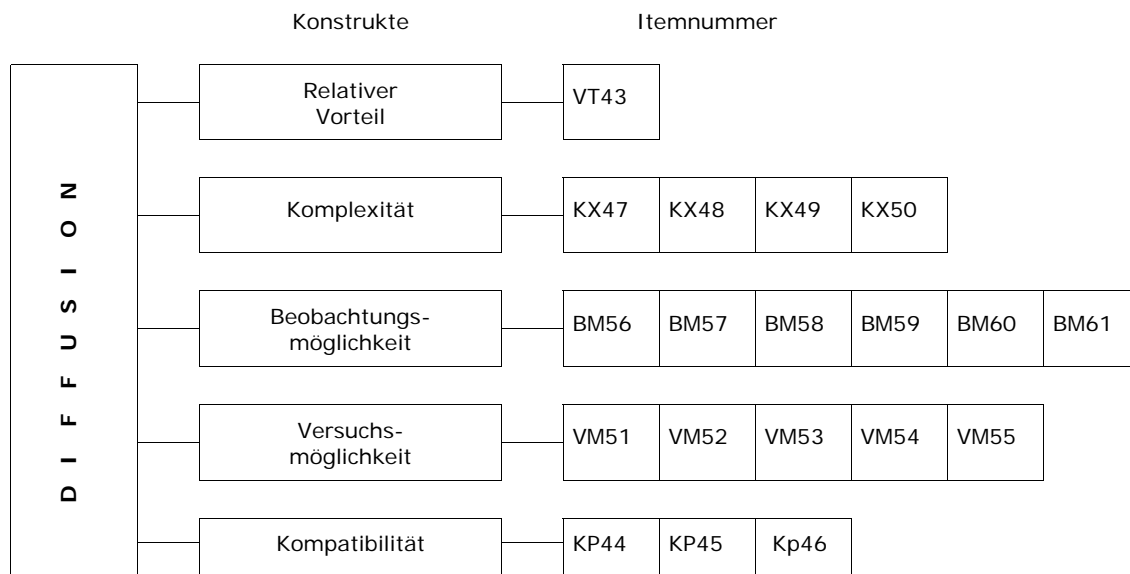 Konstrukte Itemnummer
DIFFUSION
Relativer
Vorteil
VT43
Komplexität
KX47 KX48 KX49 KX50
Beobachtungs-
möglichkeit
BM56 BM57 BM58 BM59 BM60 BM61
Versuchs-
möglichkeit
VM51 VM52 VM53 VM54 VM55
Kompatibilität
KP44 KP45 Kp46